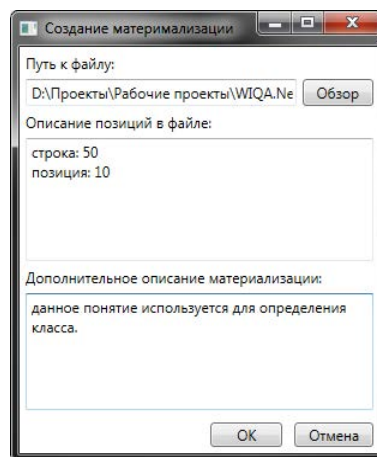 Создание материмализации
Путь к файлу:
D:\Проекты\Рабочие проекты\WIQA.Ne
Обзор
Описание позиций в файле:
строка: 50
позиция: 10
Дополнительное описание материализации:
данное понятие используется для определения
класса.
OK
Отмена